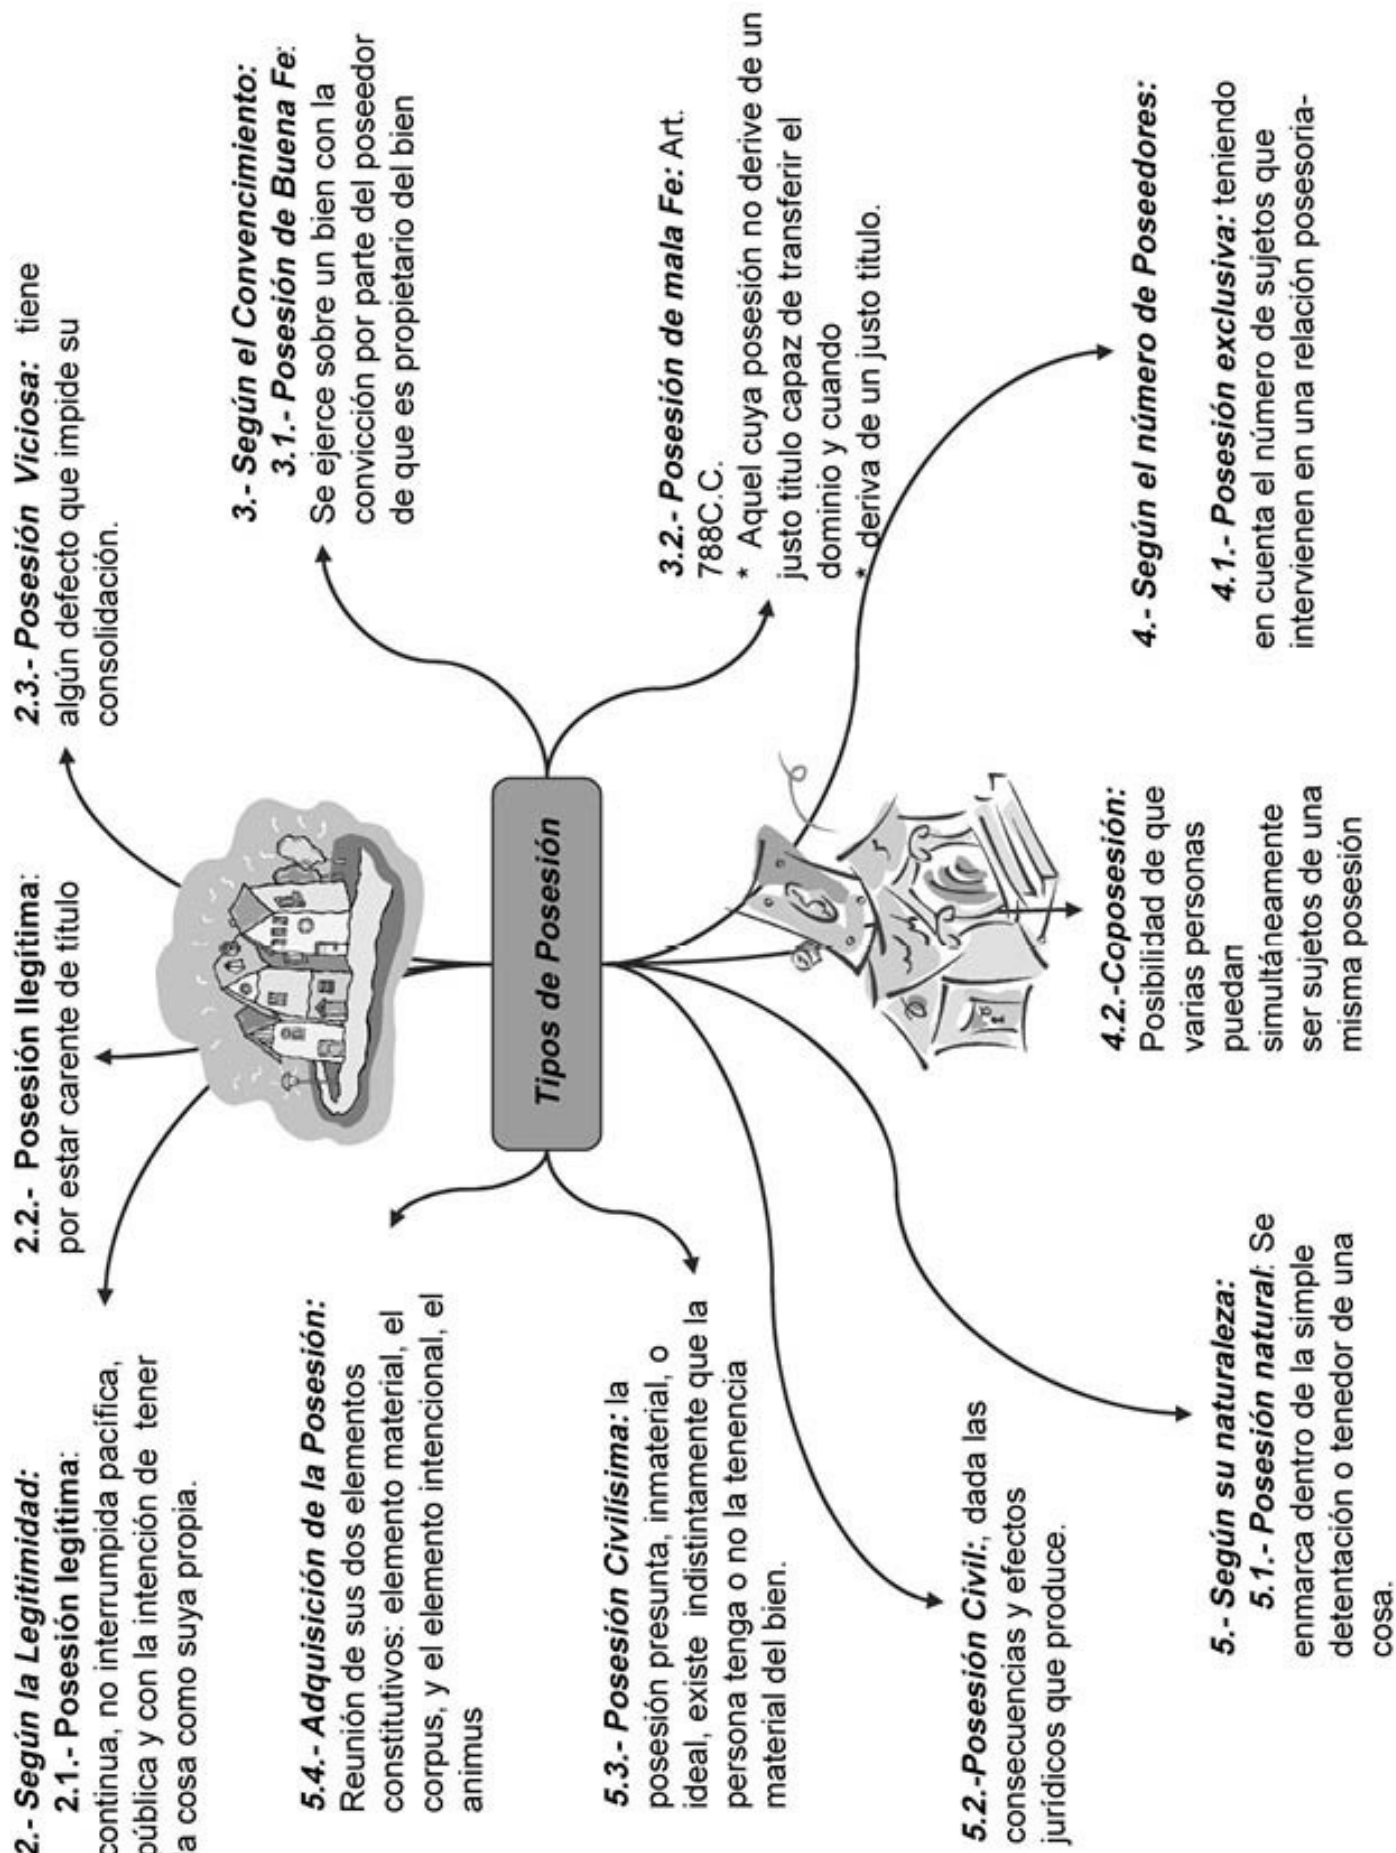 2.- Según la Legitimidad:
2.1.- Posesión legítima:
continua, no interrumpida pacífica,
pública y con la intención de tener
la cosa como suya propia.
2.2.- Posesión Ilegítima:
por estar carente de título
2.3.- Posesión Viciosa: tiene
algún defecto que impide su
consolidación.
3.- Según el Convencimiento:
3.1.- Posesión de Buena Fe:
Se ejerce sobre un bien con la
convicción por parte del poseedor
de que es propietario del bien
3.2.- Posesión de mala Fe: Art.
788C.C.
* Aquel cuya posesión no derive de un
justo titulo capaz de transferir el
dominio y cuando
* deriva de un justo titulo.
Tipos de Posesión
4.- Según el número de Poseedores:
4.1.- Posesión exclusiva: teniendo
en cuenta el número de sujetos que
intervienen en una relación posesoria-
4.2.-Coposesión:
Posibilidad de que
varias personas
puedan
simultáneamente
ser sujetos de una
misma posesión
5.- Según su naturaleza:
5.1.- Posesión natural: Se
enmarca dentro de la simple
detentación o tenedor de una
cosa.
5.2.-Posesión Civil:, dada las
consecuencias y efectos
jurídicos que produce.
5.3.- Posesión Civilísima: la
posesión presunta, inmaterial, o
ideal, existe indistintamente que la
persona tenga o no la tenencia
material del bien.
5.4.- Adquisición de la Posesión:
Reunión de sus dos elementos
constitutivos: elemento material, el
corpus, y el elemento intencional, el
animus